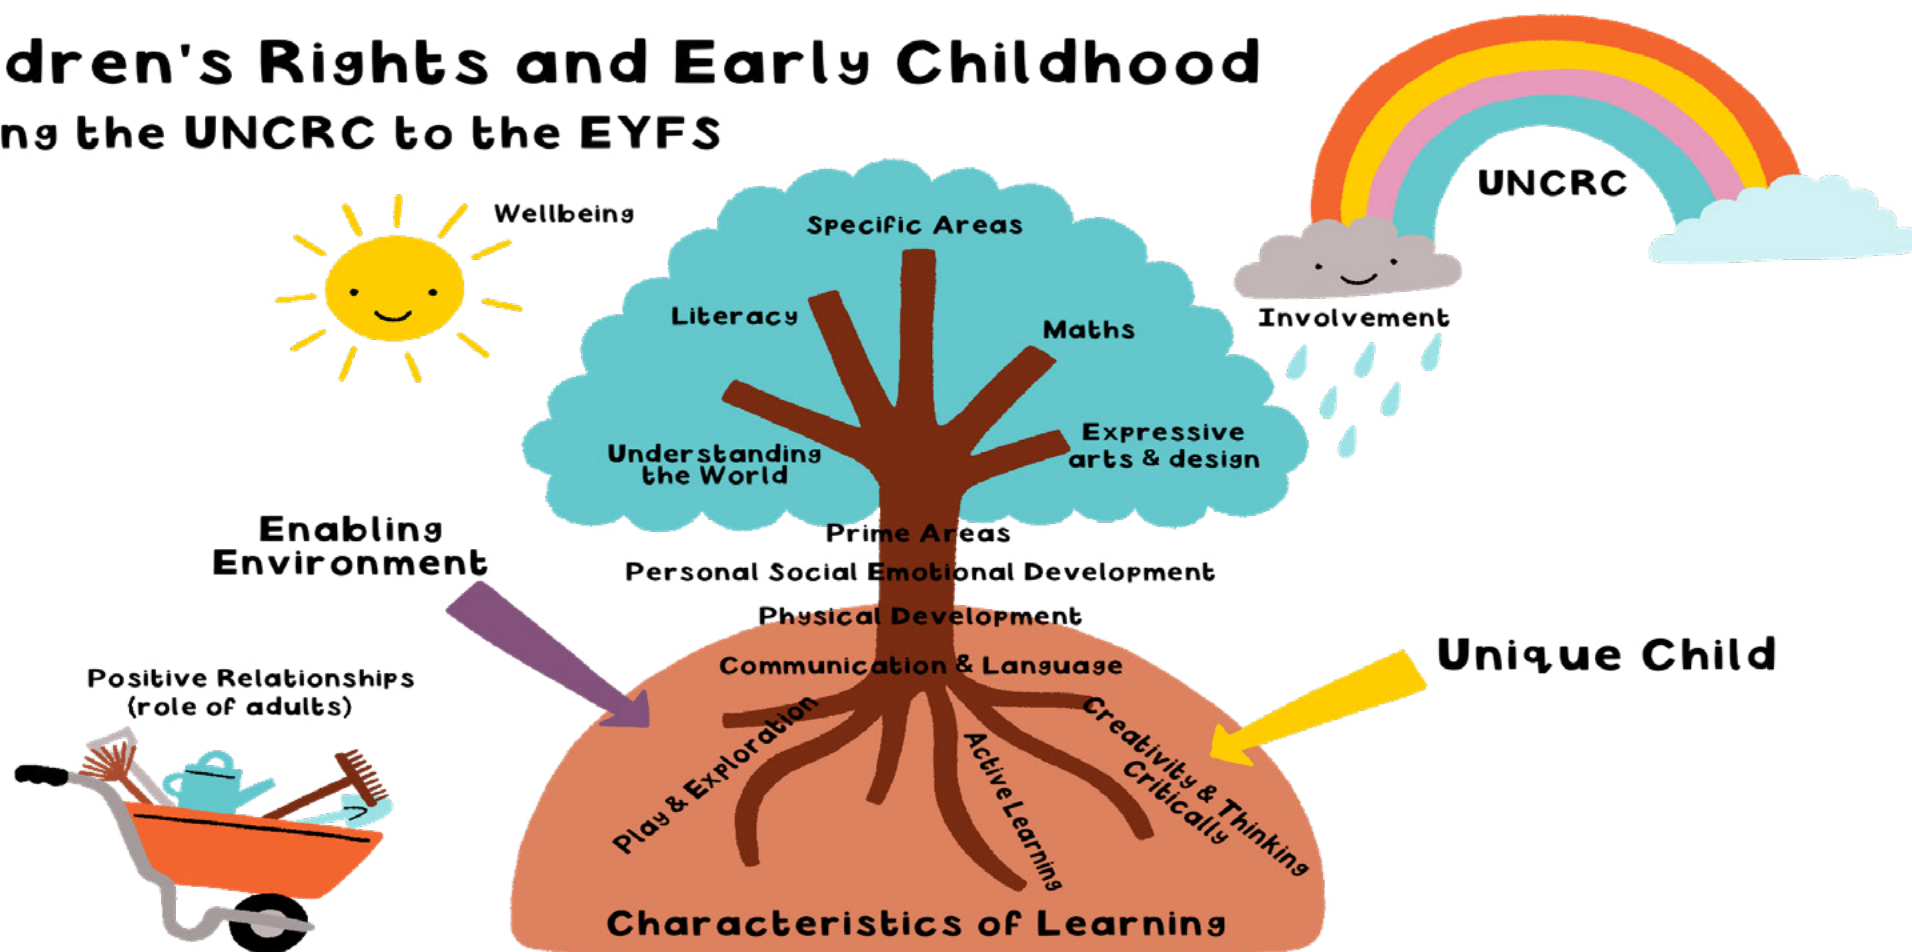 dren's Rights and Early Childhood
ng the UNCRC to the EYFS
Wellbeing
UNCRC
Specific Areas
Literacy
Maths
Involvement
Understanding
the World
Expressive
arts & design
Enabling
Environment
Prime Areas
Personal Social Emotional Development
Physical Development
Communication & Language
Unique Child
Positive Relationships
(role of adults)
Play & Exploration
Active Learning
Creativity & Thinking
Critically
Characteristics of Learning